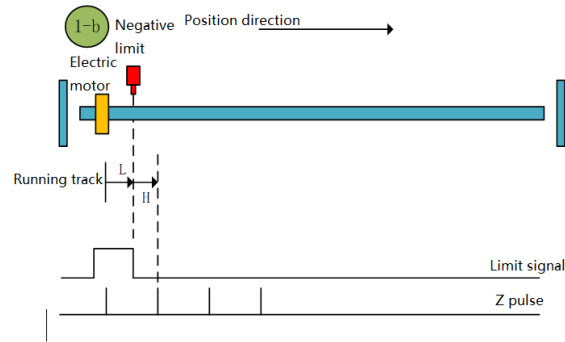 1-b
Negative
limit
Position direction
Electric
motor
L
Running track
H
Limit signal
Z pulse